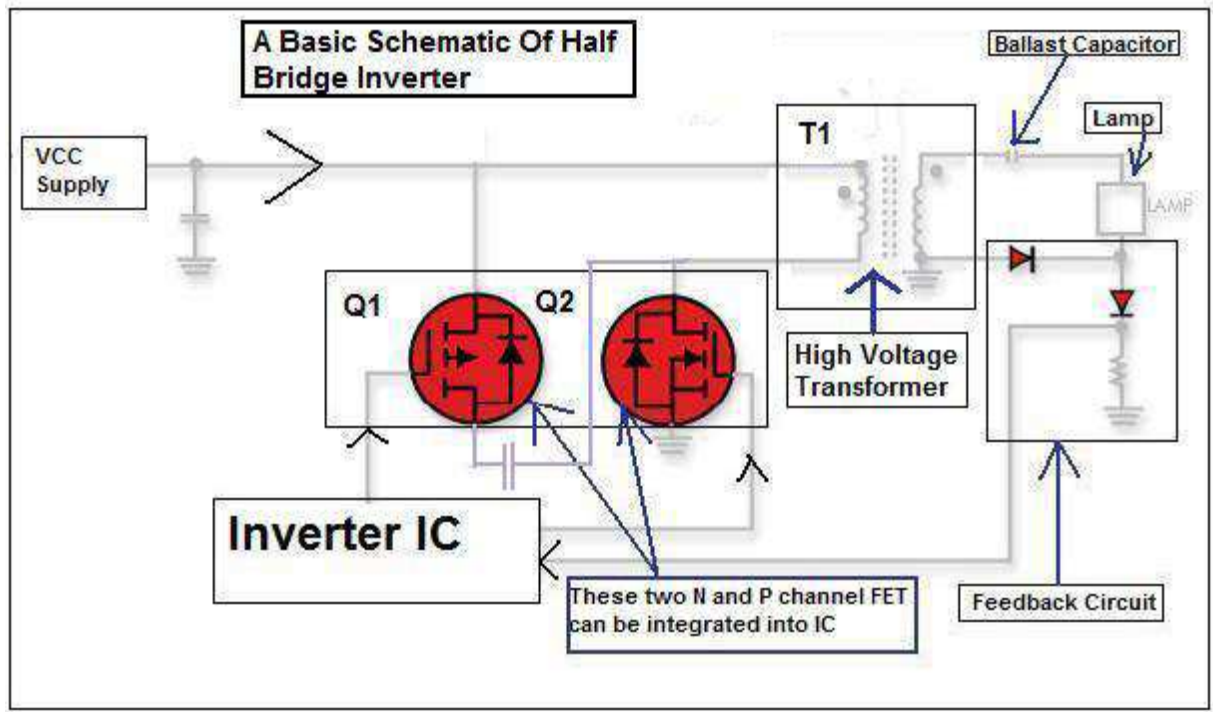 A Basic Schematic Of Half
Bridge Inverter
Ballast Capacitor
Lamp
T1
VCC
Supply
LAMP
Q1
Q2
High Voltage
Transformer
Inverter IC
These two N and P channel FET
can be integrated into IC
Feedback Circuit